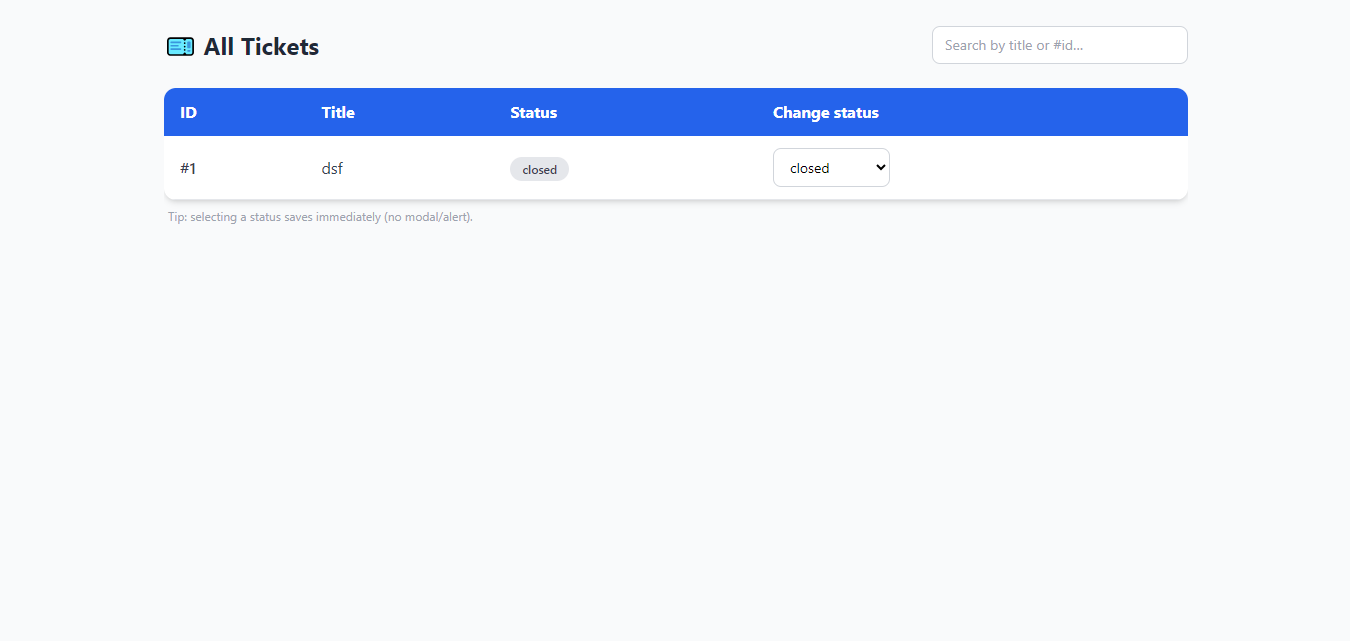 All Tickets
Search by title or #id...
ID Title Status Change status
#1 dsf closed closed
Tip: selecting a status saves immediately (no modal/alert).